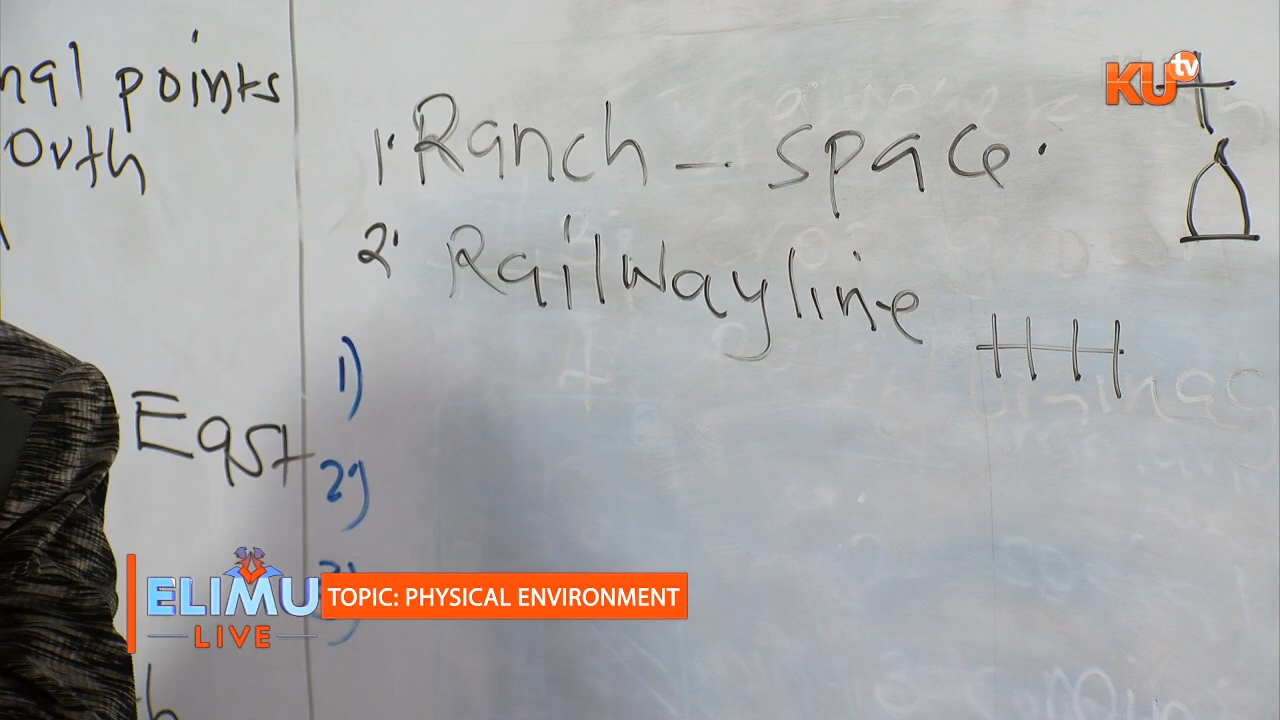 nal points
orth
East
1. Ranch – space.
2. Railwayline
1)
2)
3)
KU tv
ELIMU
LIVE
TOPIC: PHYSICAL ENVIRONMENT